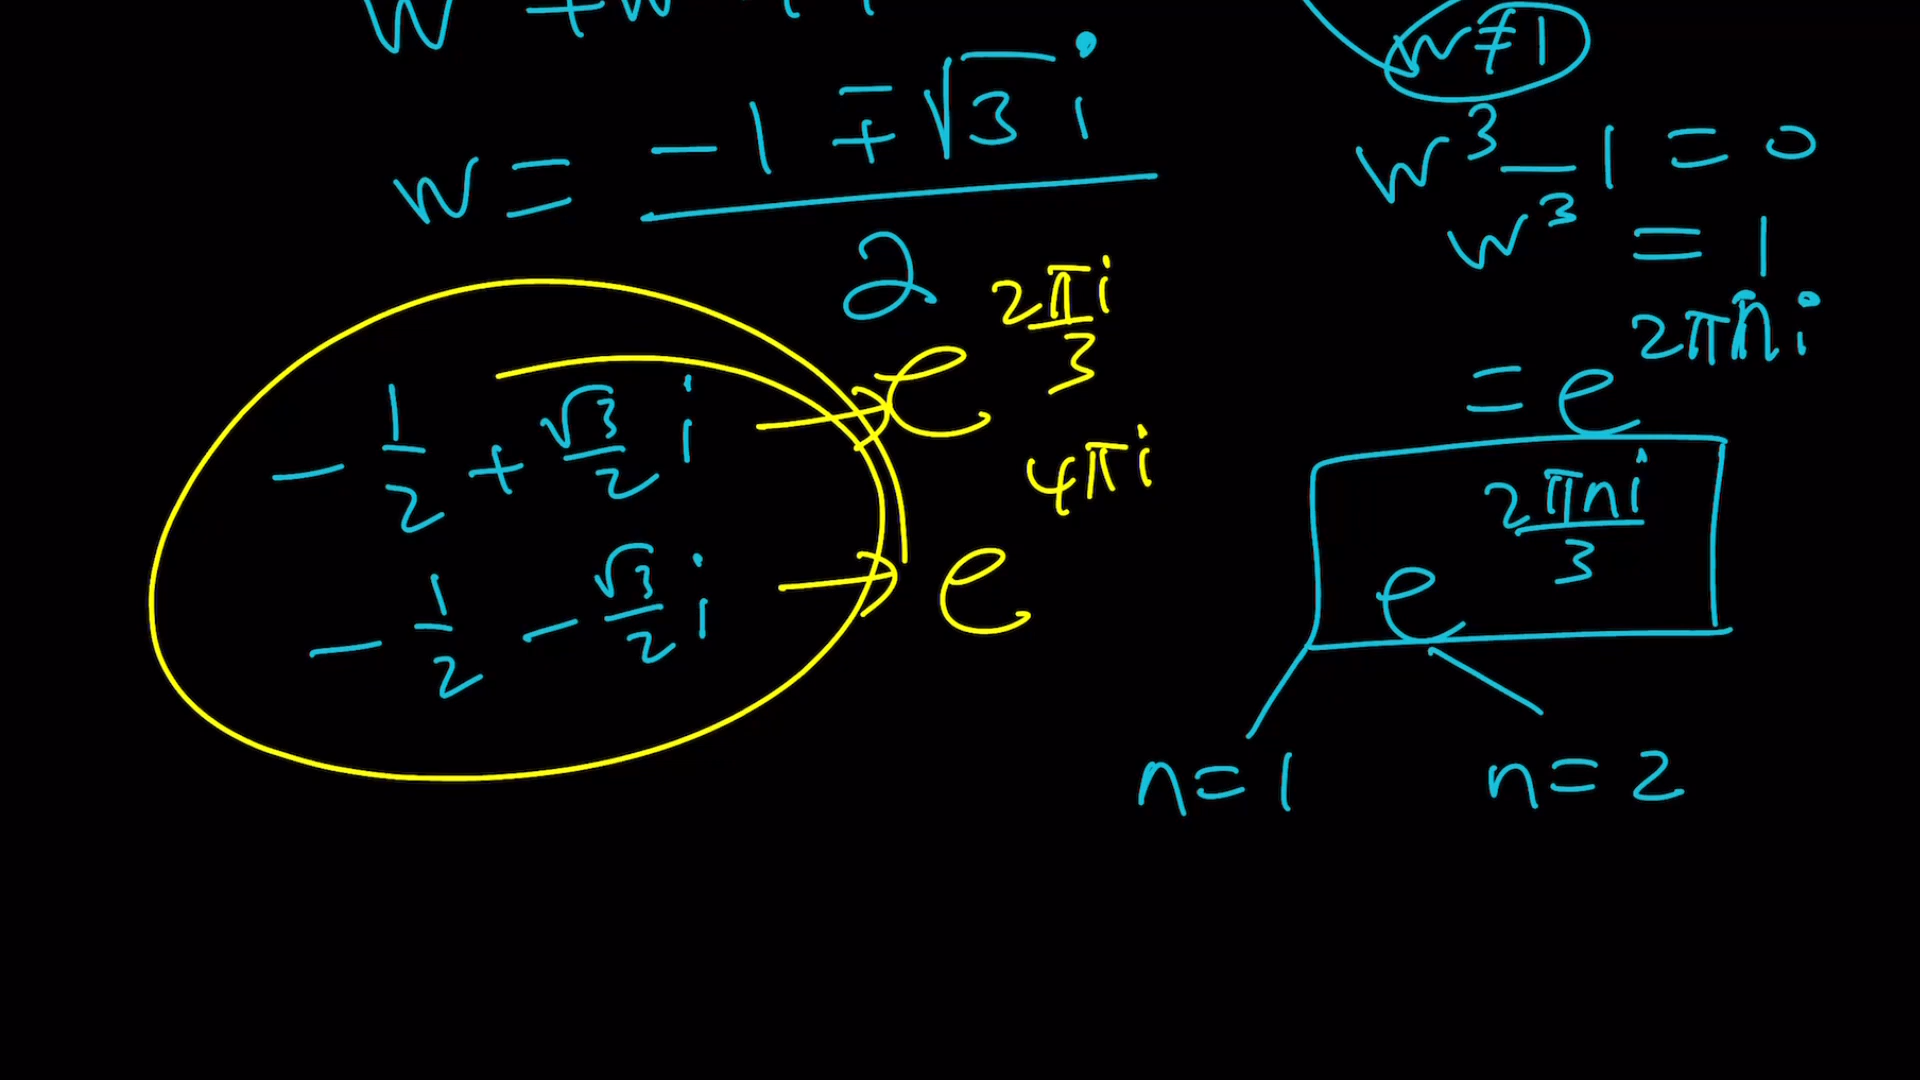 w ≠ 1
w = (-1 ∓ √3 i)/2
w³ - 1 = 0
w³ = 1
= e^(2πni)
-1/2 + √3/2 i → e^(2πi/3)
-1/2 - √3/2 i → e^(4πi)
e^(2πni/3)
n=1 n=2